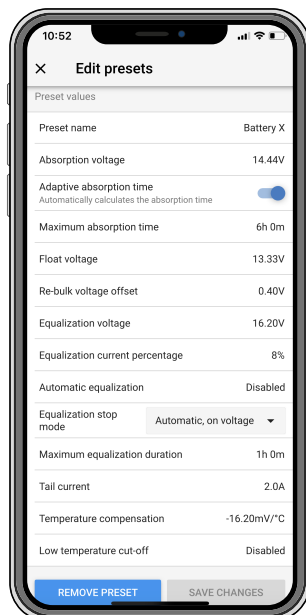 10:52
Edit presets
Preset values
Preset name Battery X
Absorption voltage 14.44V
Adaptive absorption time
Automatically calculates the absorption time
Maximum absorption time 6h 0m
Float voltage 13.33V
Re-bulk voltage offset 0.40V
Equalization voltage 16.20V
Equalization current percentage 8%
Automatic equalization Disabled
Equalization stop
mode Automatic, on voltage
Maximum equalization duration 1h 0m
Tail current 2.0A
Temperature compensation -16.20mV/°C
Low temperature cut-off Disabled
REMOVE PRESET SAVE CHANGES